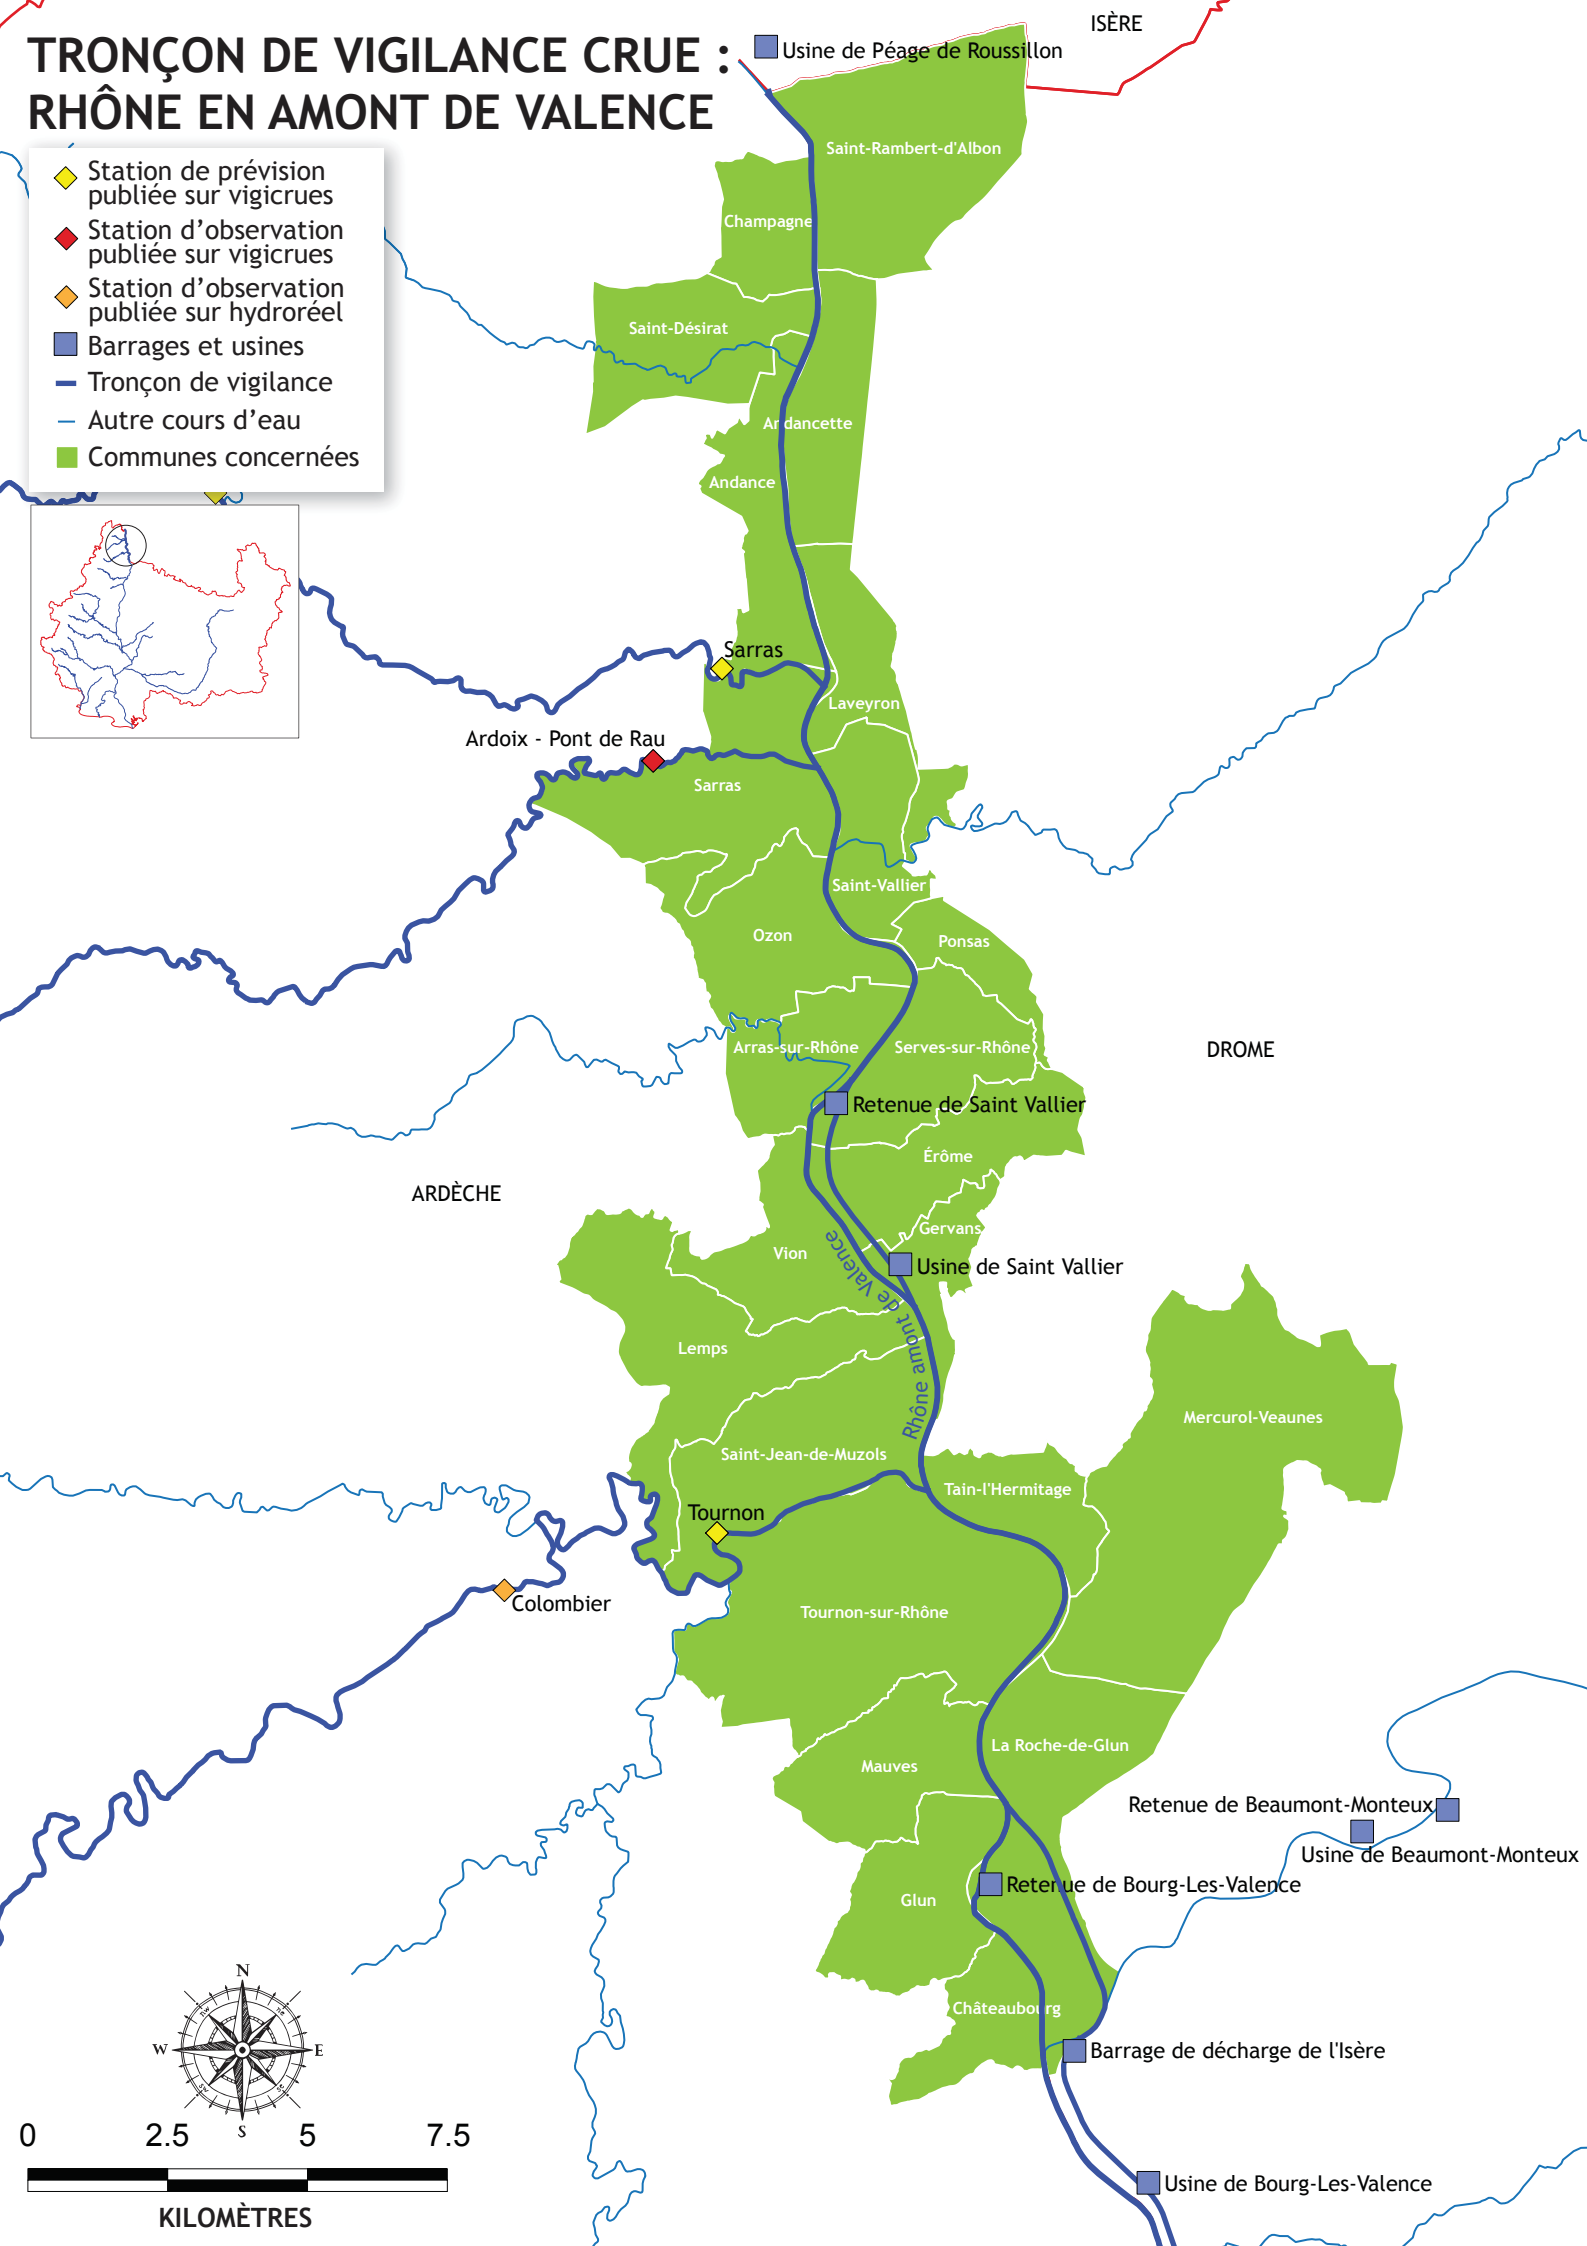 TRONÇON DE VIGILANCE CRUE :
RHÔNE EN AMONT DE VALENCE
Station de prévision
publiée sur vigicrues
Station d’observation
publiée sur vigicrues
Station d’observation
publiée sur hydroréel
Barrages et usines
Tronçon de vigilance
Autre cours d’eau
Communes concernées
ISÈRE
Usine de Péage de Roussillon
Saint-Rambert-d'Albon
Champagne
Saint-Désirat
Andancette
Andance
Sarras
Laveyron
Ardoix - Pont de Rau
Sarras
Saint-Vallier
Ozon
Ponsas
Arras-sur-Rhône
Serves-sur-Rhône
DROME
Retenue de Saint Vallier
Érôme
ARDÈCHE
Gervans
Vion
Usine de Saint Vallier
Rhône amont de Valence
Lemps
Mercurol-Veaunes
Saint-Jean-de-Muzols
Tain-l'Hermitage
Tournon
Colombier
Tournon-sur-Rhône
La Roche-de-Glun
Mauves
Retenue de Beaumont-Monteux
Usine de Beaumont-Monteux
Retenue de Bourg-Les-Valence
Glun
Châteaubourg
Barrage de décharge de l'Isère
Usine de Bourg-Les-Valence
N
nw
ne
W
E
sw
se
S
0 2.5 5 7.5
KILOMÈTRES